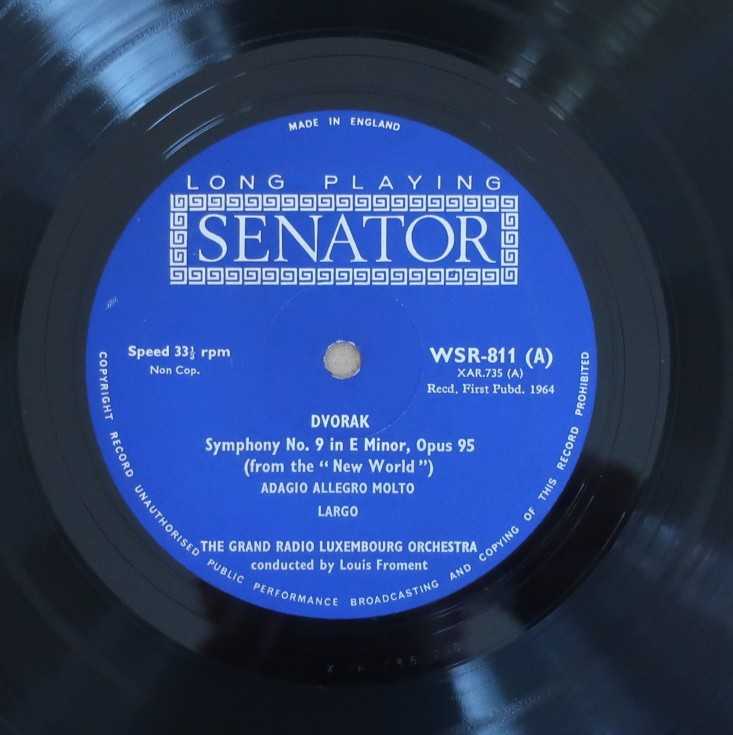 MADE IN ENGLAND
LONG PLAYING
SENATOR
Speed 33⅓ rpm
Non Cop.
WSR-811 (A)
XAR.735 (A)
Recd. First Pubd. 1964
DVORAK
Symphony No. 9 in E Minor, Opus 95
(from the “ New World ”)
ADAGIO ALLEGRO MOLTO
LARGO
THE GRAND RADIO LUXEMBOURG ORCHESTRA
conducted by Louis Froment
COPYRIGHT RECORD UNAUTHORISED PUBLIC PERFORMANCE BROADCASTING AND COPYING OF THIS RECORD PROHIBITED